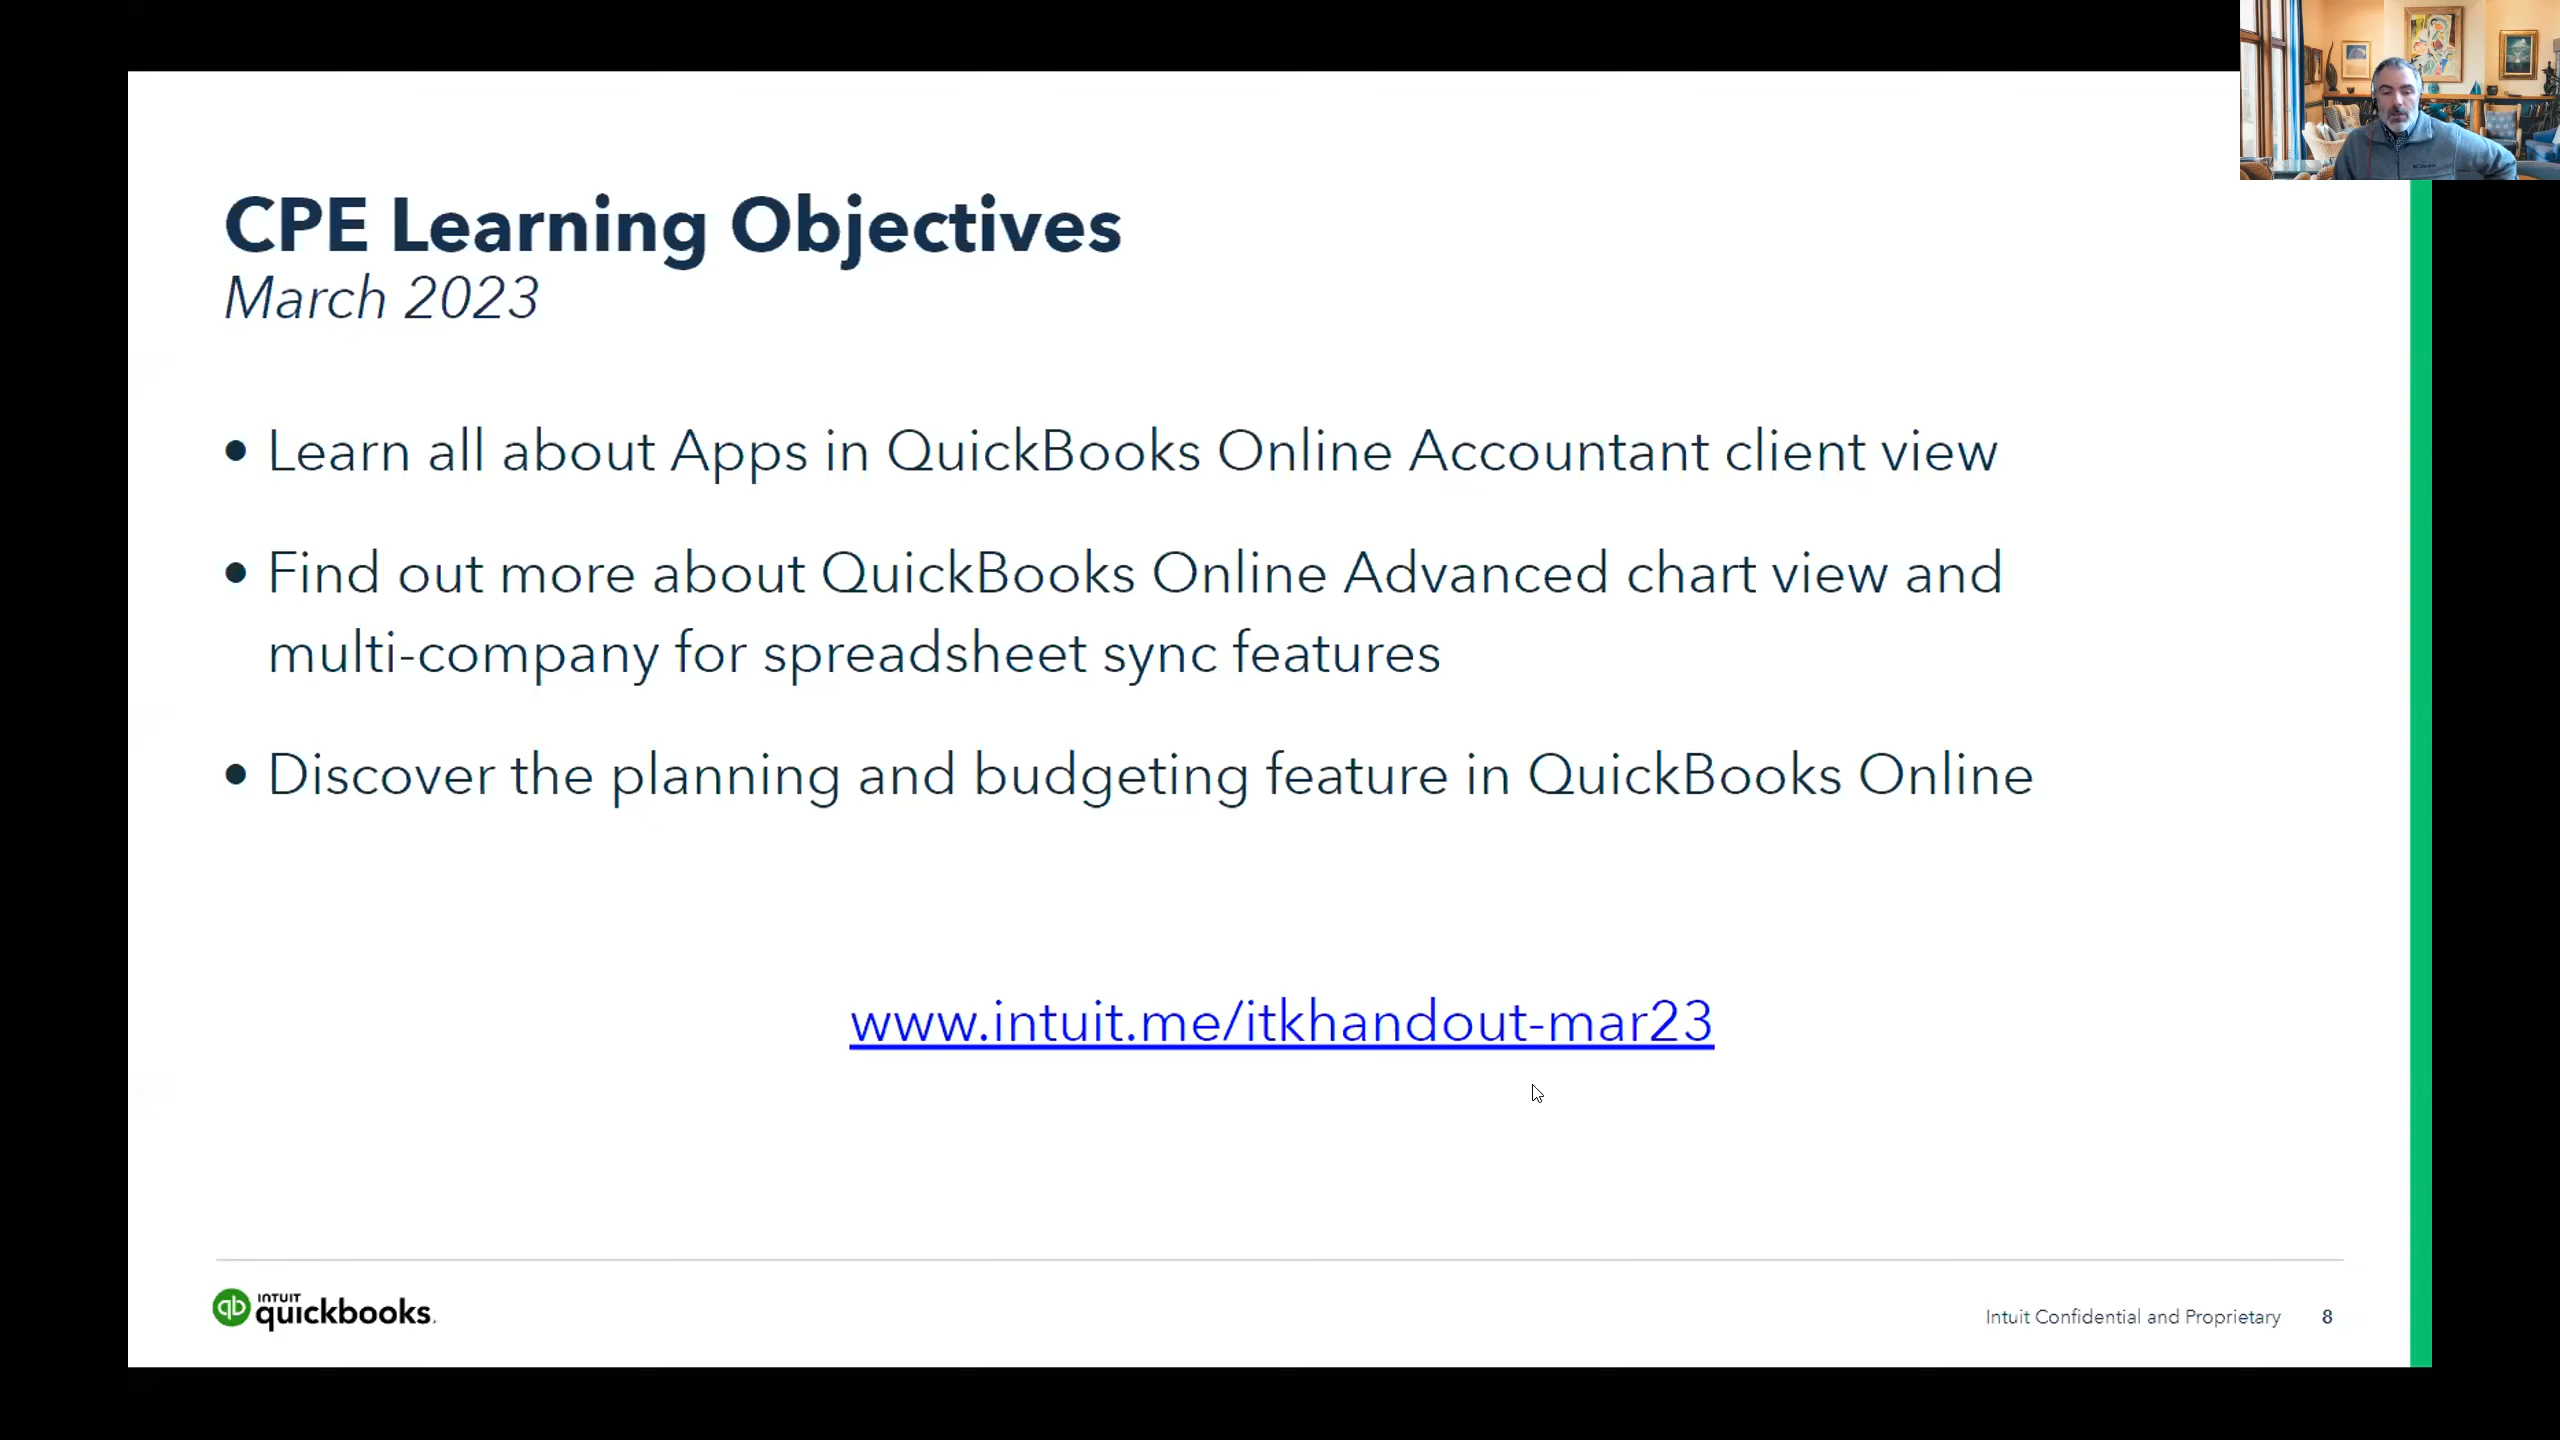 CPE Learning Objectives
March 2023
• Learn all about Apps in QuickBooks Online Accountant client view
• Find out more about QuickBooks Online Advanced chart view and
multi-company for spreadsheet sync features
• Discover the planning and budgeting feature in QuickBooks Online
www.intuit.me/itkhandout-mar23
qb INTUIT
quickbooks.
Intuit Confidential and Proprietary 8